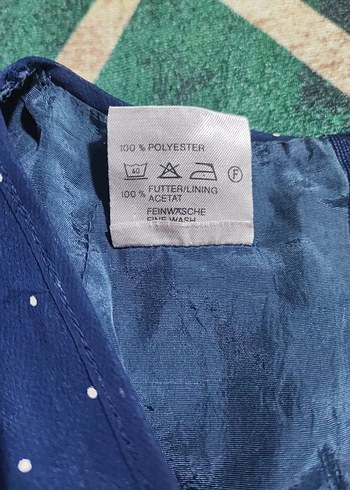 100 % POLYESTER
40 F
100 % FUTTER/LINING
ACETAT
FEINWÄSCHE
FINE WASH